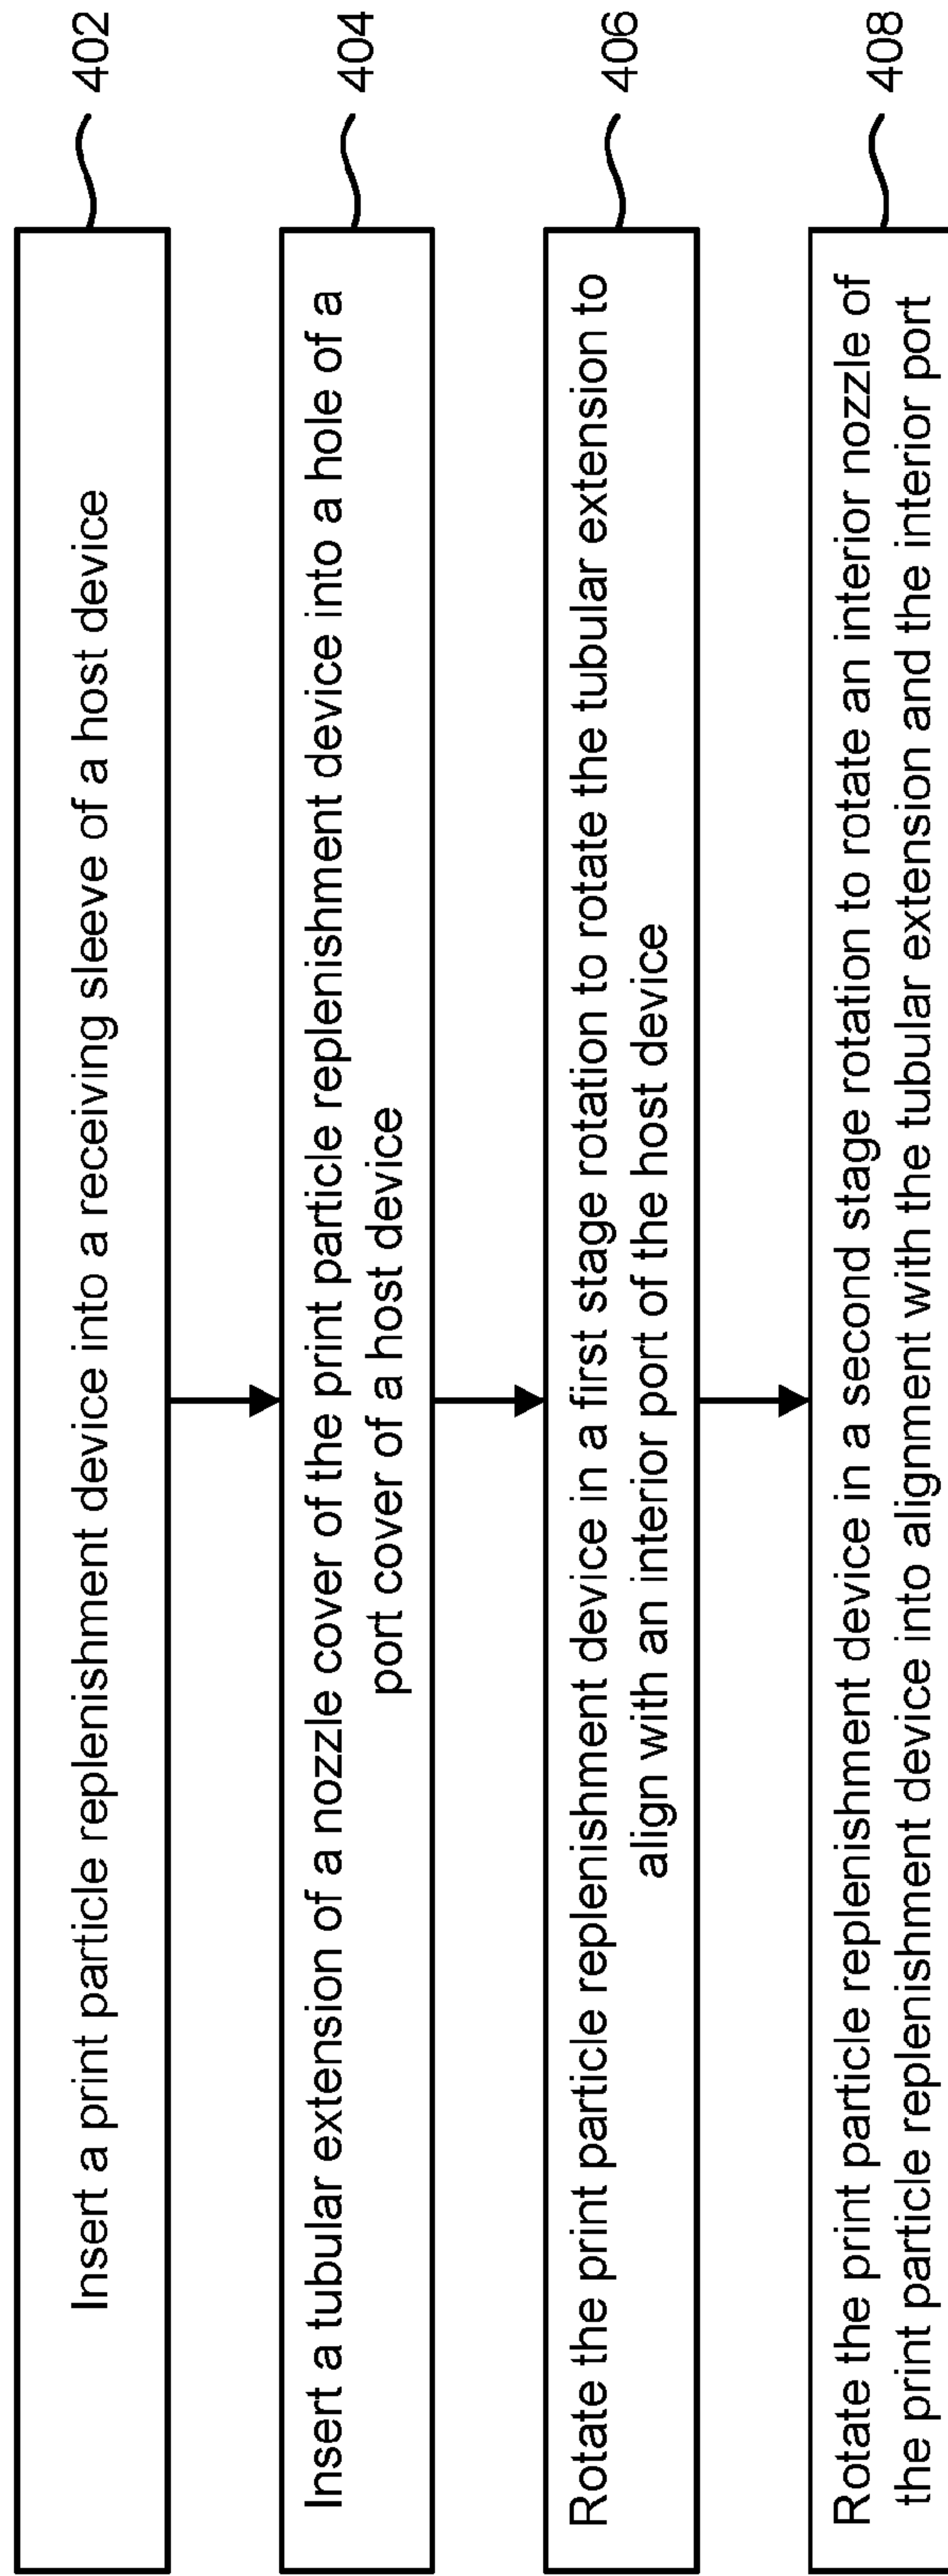 Insert a print particle replenishment device into a receiving sleeve of a host device
402
Insert a tubular extension of a nozzle cover of the print particle replenishment device into a hole of a
port cover of a host device
404
Rotate the print particle replenishment device in a first stage rotation to rotate the tubular extension to
align with an interior port of the host device
406
Rotate the print particle replenishment device in a second stage rotation to rotate an interior nozzle of
the print particle replenishment device into alignment with the tubular extension and the interior port
408